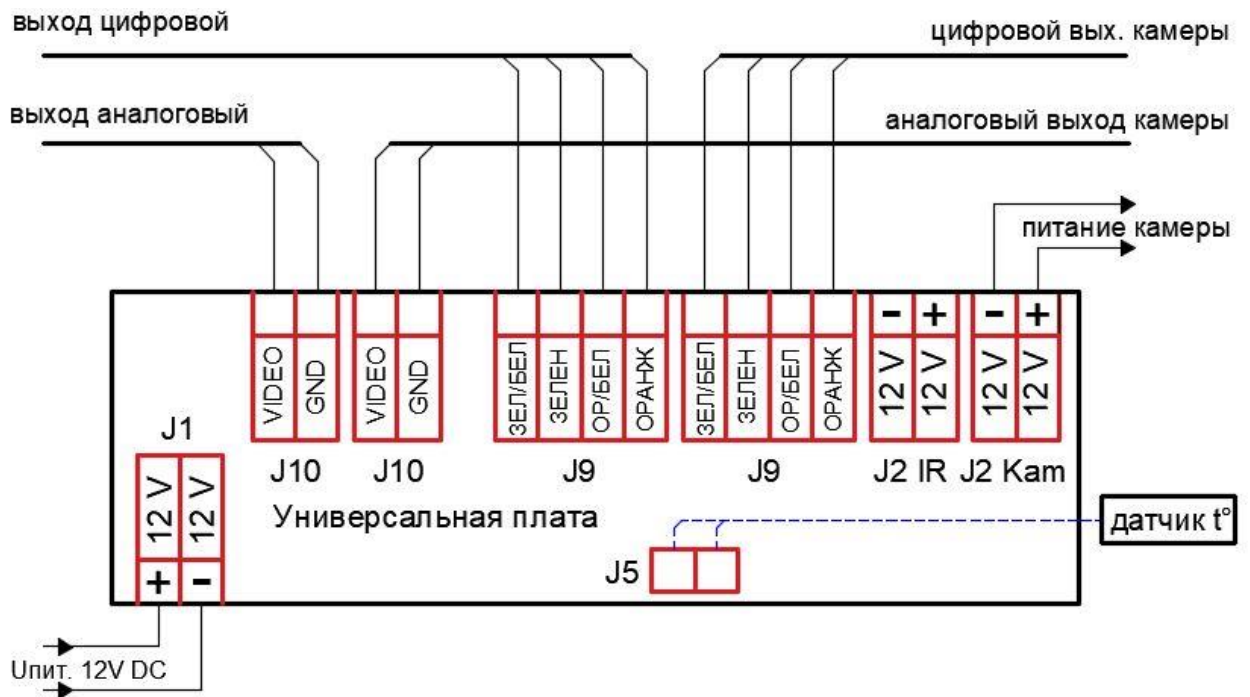 выход цифровой
цифровой вых. камеры
выход аналоговый
аналоговый выход камеры
питание камеры
- + - +
VIDEO GND VIDEO GND ЗЕЛ/БЕЛ ЗЕЛЕН ОР/БЕЛ ОРАНЖ ЗЕЛ/БЕЛ ЗЕЛЕН ОР/БЕЛ ОРАНЖ 12 V 12 V 12 V 12 V
J1
J10 J10 J9 J9 J2 IR J2 Kam
12 V 12 V
Универсальная плата
датчик t°
J5
+ -
Uпит. 12V DC